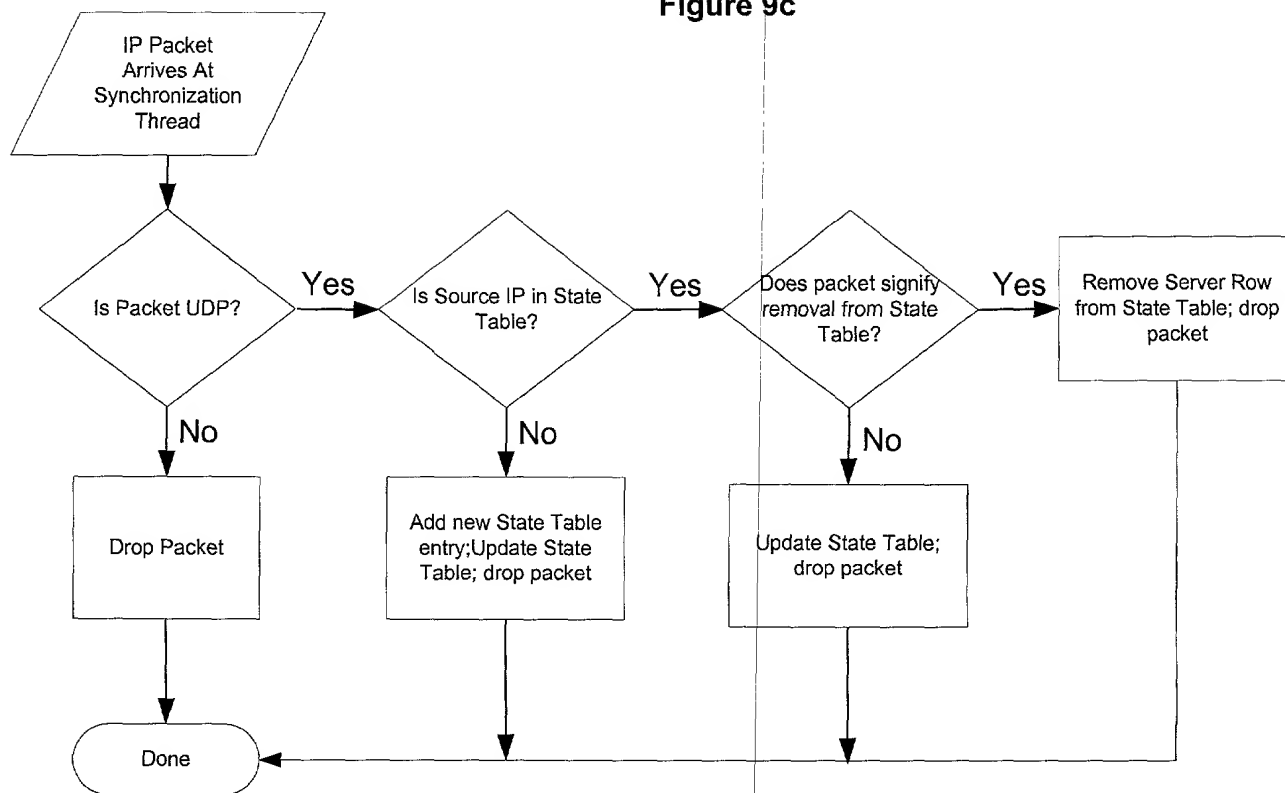 Figure 9c
IP Packet
Arrives At
Synchronization
Thread
Is Packet UDP?
Yes
Is Source IP in State
Table?
Yes
Does packet signify
removal from State
Table?
Yes
Remove Server Row
from State Table; drop
packet
No
No
No
Drop Packet
Add new State Table
entry;Update State
Table; drop packet
Update State Table;
drop packet
Done